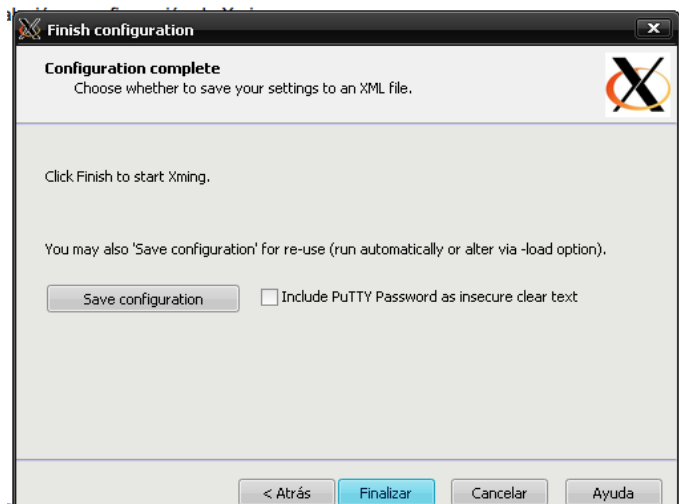 Finish configuration
Configuration complete
Choose whether to save your settings to an XML file.
Click Finish to start Xming.
You may also 'Save configuration' for re-use (run automatically or alter via -load option).
Save configuration Include PuTTY Password as insecure clear text
< Atrás Finalizar Cancelar Ayuda